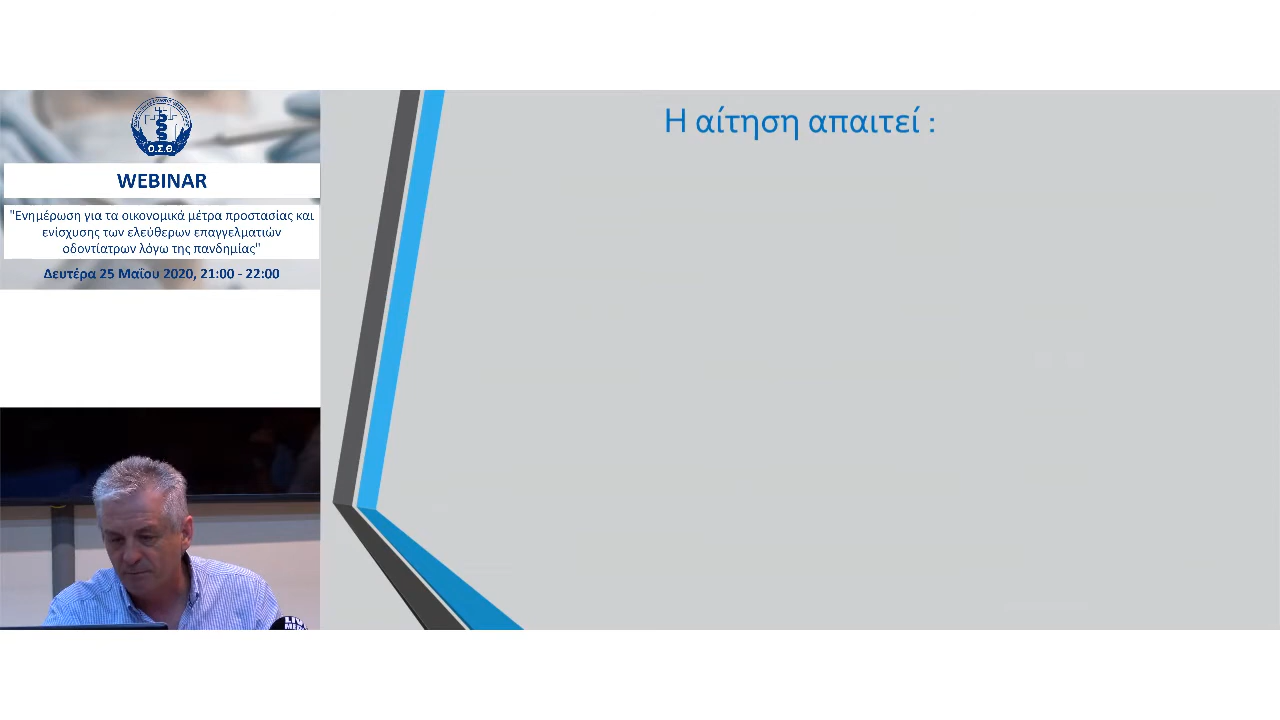 Ο.Σ.Θ.
WEBINAR
"Ενημέρωση για τα οικονομικά μέτρα προστασίας και
ενίσχυσης των ελεύθερων επαγγελματιών
οδοντίατρων λόγω της πανδημίας"
Δευτέρα 25 Μαΐου 2020, 21:00 - 22:00
Η αίτηση απαιτεί :
LIV